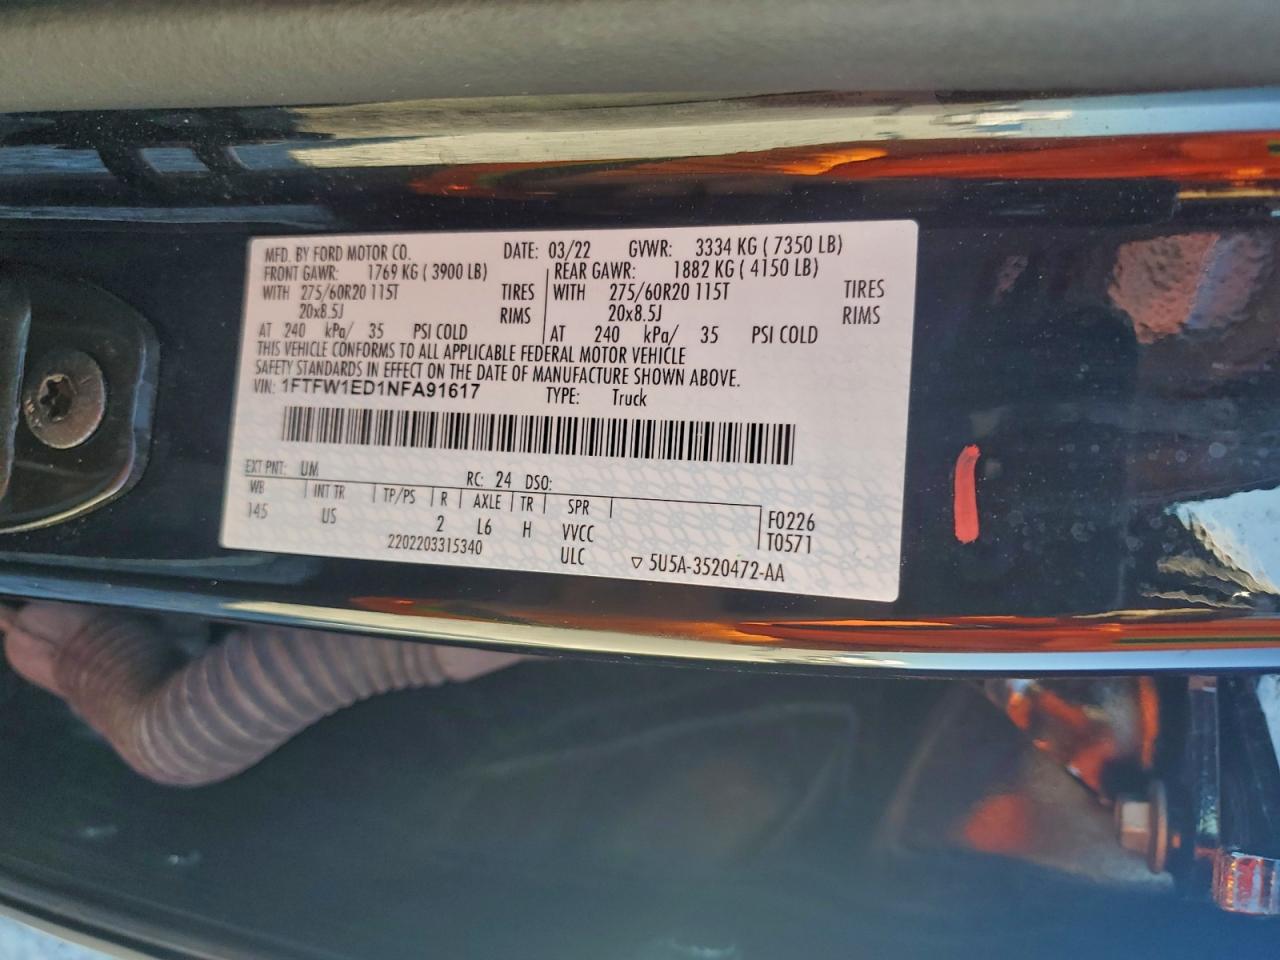 MFD. BY FORD MOTOR CO. DATE: 03/22 GVWR: 3334 KG ( 7350 LB)
FRONT GAWR: 1769 KG ( 3900 LB) REAR GAWR: 1882 KG ( 4150 LB)
WITH 275/60R20 115T TIRES WITH 275/60R20 115T TIRES
20x8.5J RIMS 20x8.5J RIMS
AT 240 kPa/ 35 PSI COLD AT 240 kPa/ 35 PSI COLD
THIS VEHICLE CONFORMS TO ALL APPLICABLE FEDERAL MOTOR VEHICLE
SAFETY STANDARDS IN EFFECT ON THE DATE OF MANUFACTURE SHOWN ABOVE.
VIN: 1FTFW1ED1NFA91617 TYPE: Truck
EXT PNT: UM RC: 24 DSO:
WB INT TR TP/PS R AXLE TR SPR
145 US 2 L6 H VVCC F0226
2202203315340 ULC T0571
5U5A-3520472-AA